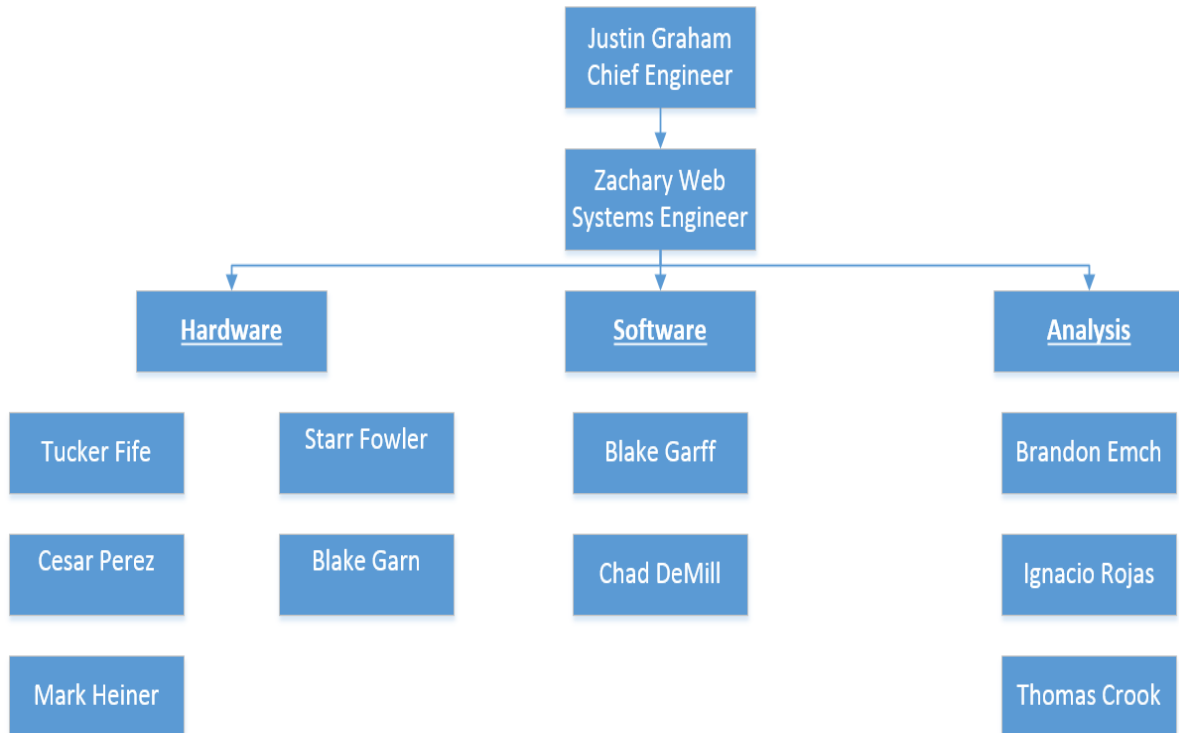 Justin Graham
Chief Engineer
Zachary Web
Systems Engineer
Hardware
Software
Analysis
Tucker Fife
Starr Fowler
Blake Garff
Brandon Emch
Cesar Perez
Blake Garn
Chad DeMill
Ignacio Rojas
Mark Heiner
Thomas Crook